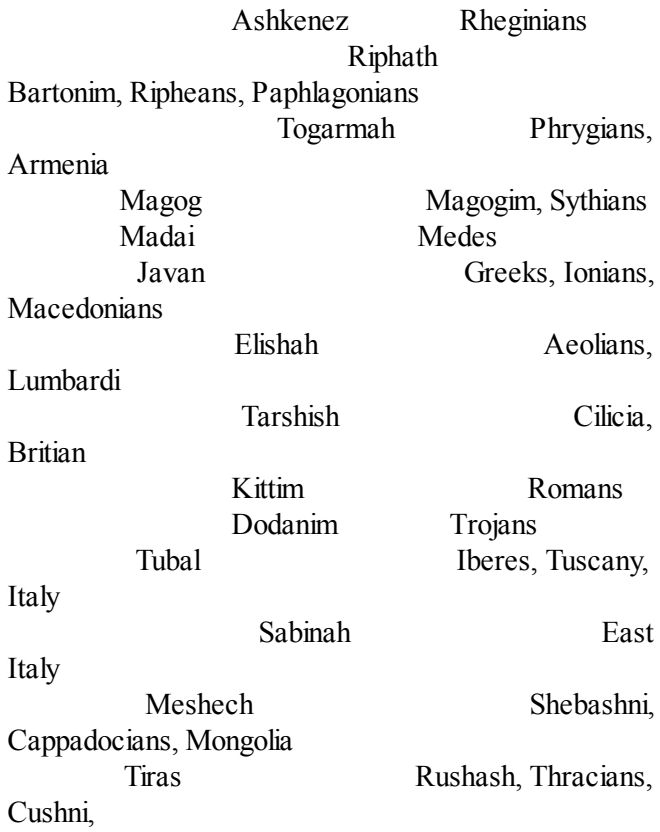 Ashkenez Rheginians
Riphath
Bartonim, Ripheans, Paphlagonians
Togarmah Phrygians,
Armenia
Magog Magogim, Sythians
Madai Medes
Javan Greeks, Ionians,
Macedonians
Elishah Aeolians,
Lumbardi
Tarshish Cilicia,
Britian
Kittim Romans
Dodanim Trojans
Tubal Iberes, Tuscany,
Italy
Sabinah East
Italy
Meshech Shebashni,
Cappadocians, Mongolia
Tiras Rushash, Thracians,
Cushni,